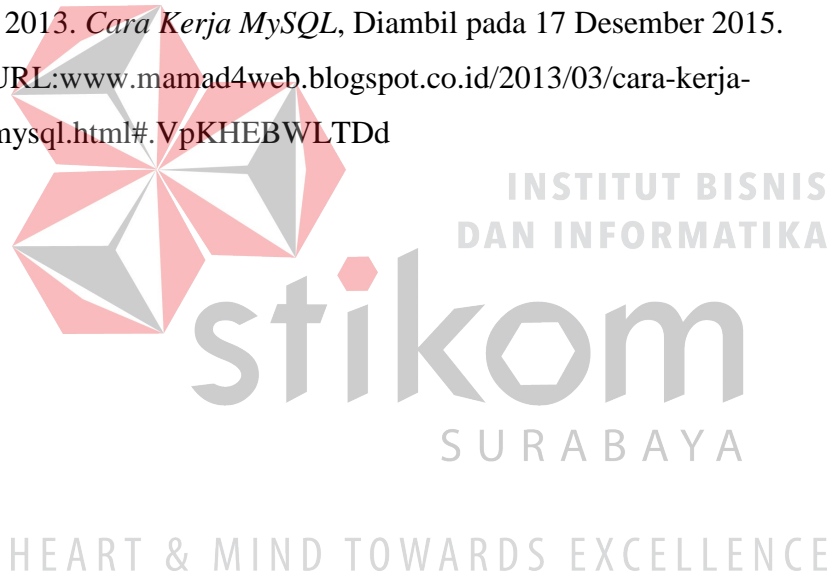 2013. Cara Kerja MySQL, Diambil pada 17 Desember 2015.
URL:www.mamad4web.blogspot.co.id/2013/03/cara-kerja-
mysql.html#.VpKHEBWLTDd
INSTITUT BISNIS
DAN INFORMATIKA
stikom
SURABAYA
HEART & MIND TOWARDS EXCELLENCE